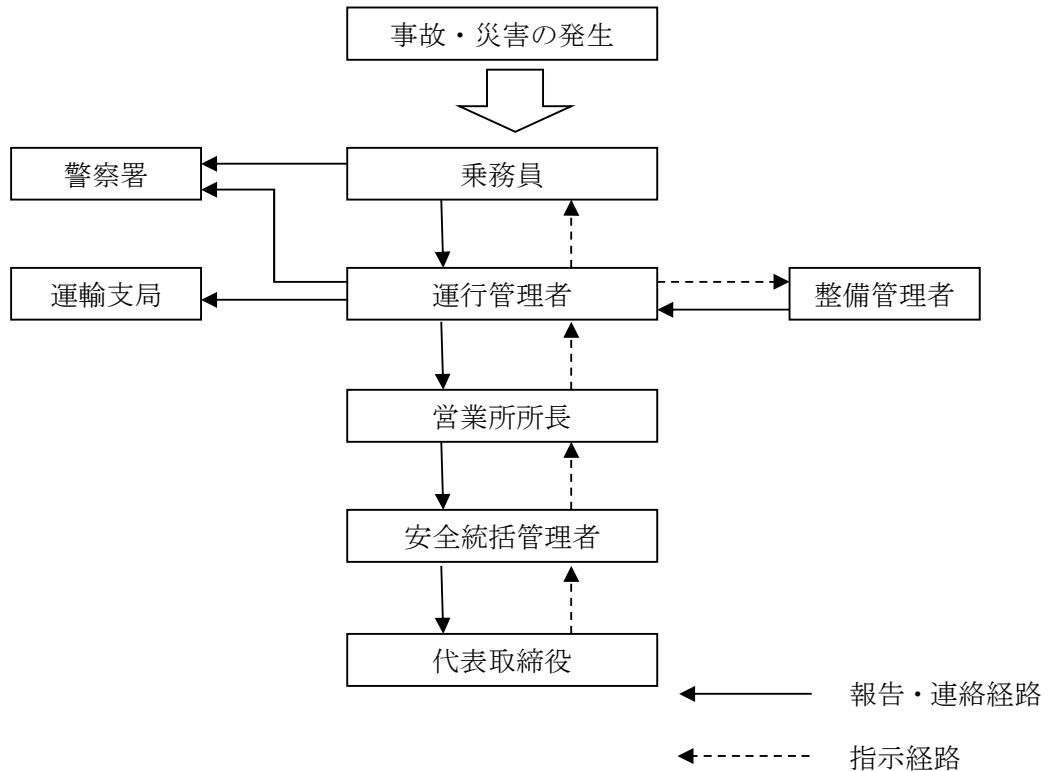 事故・災害の発生
警察署
乗務員
運輸支局
運行管理者
整備管理者
営業所所長
安全統括管理者
代表取締役
報告・連絡経路
指示経路